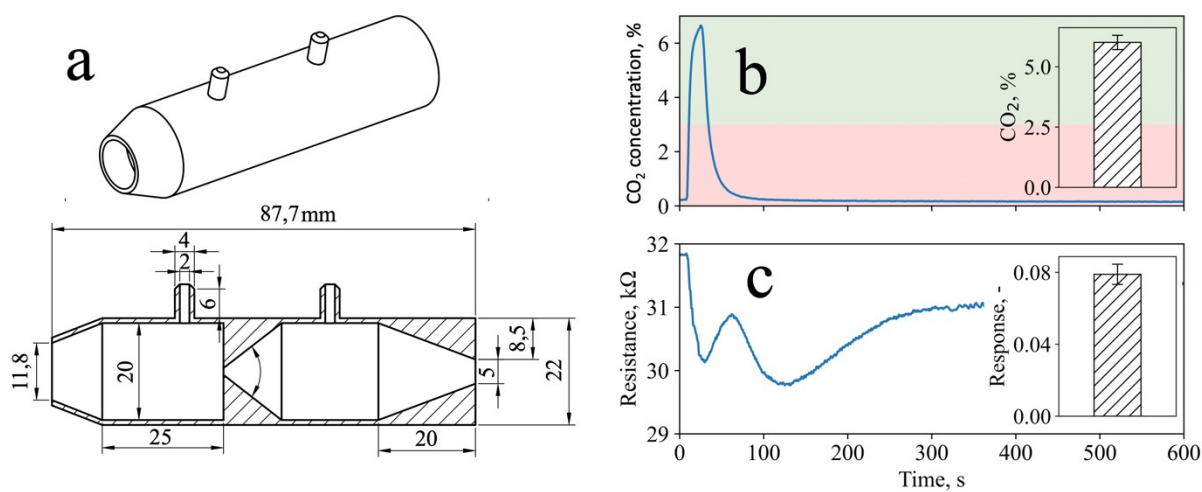 a
87,7mm
4
2
6
11,8
20
8,5
5
22
25
20
b
CO₂ concentration, %
6
4
2
0
CO₂, %
5.0
2.5
0.0
c
Resistance, kΩ
32
31
30
29
Response, -
0.08
0.04
0.00
0 100 200 300 400 500 600
Time, s